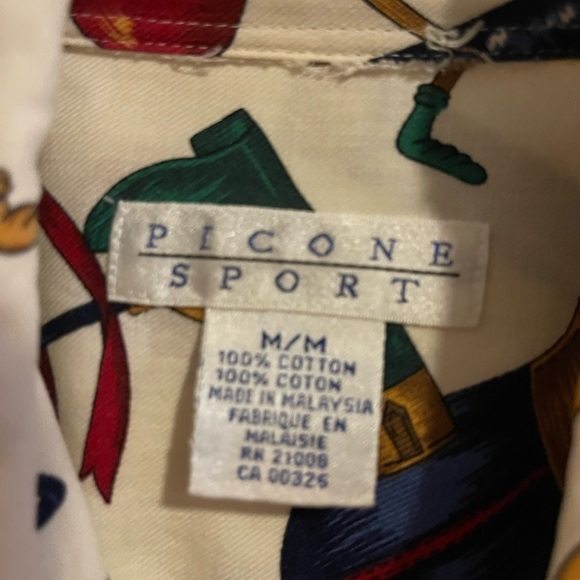 PICONE
SPORT
M/M
100% COTTON
100% COTON
MADE IN MALAYSIA
FABRIQUE EN
MALAISIE
RN 21008
CA 00326